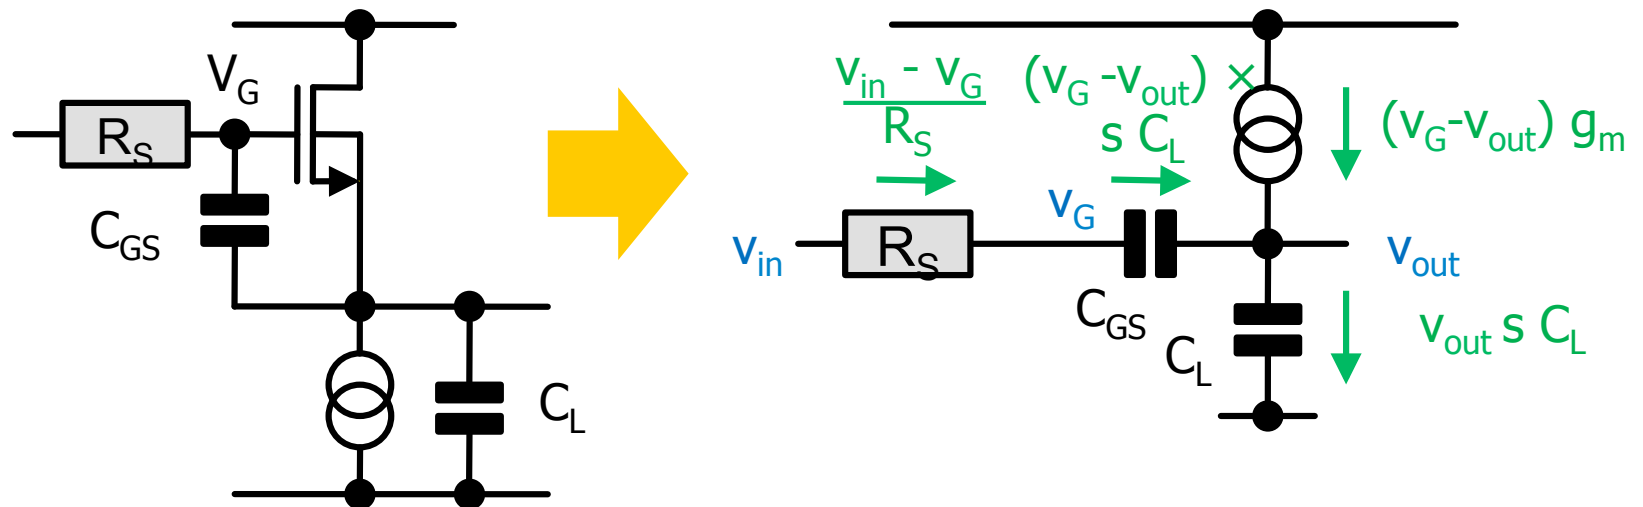 V_G
R_S
C_GS
C_L
v_in - v_G
R_S
(v_G -v_out) ×
s C_L
(v_G-v_out) g_m
v_G
v_in
R_S
v_out
C_GS
C_L
v_out s C_L